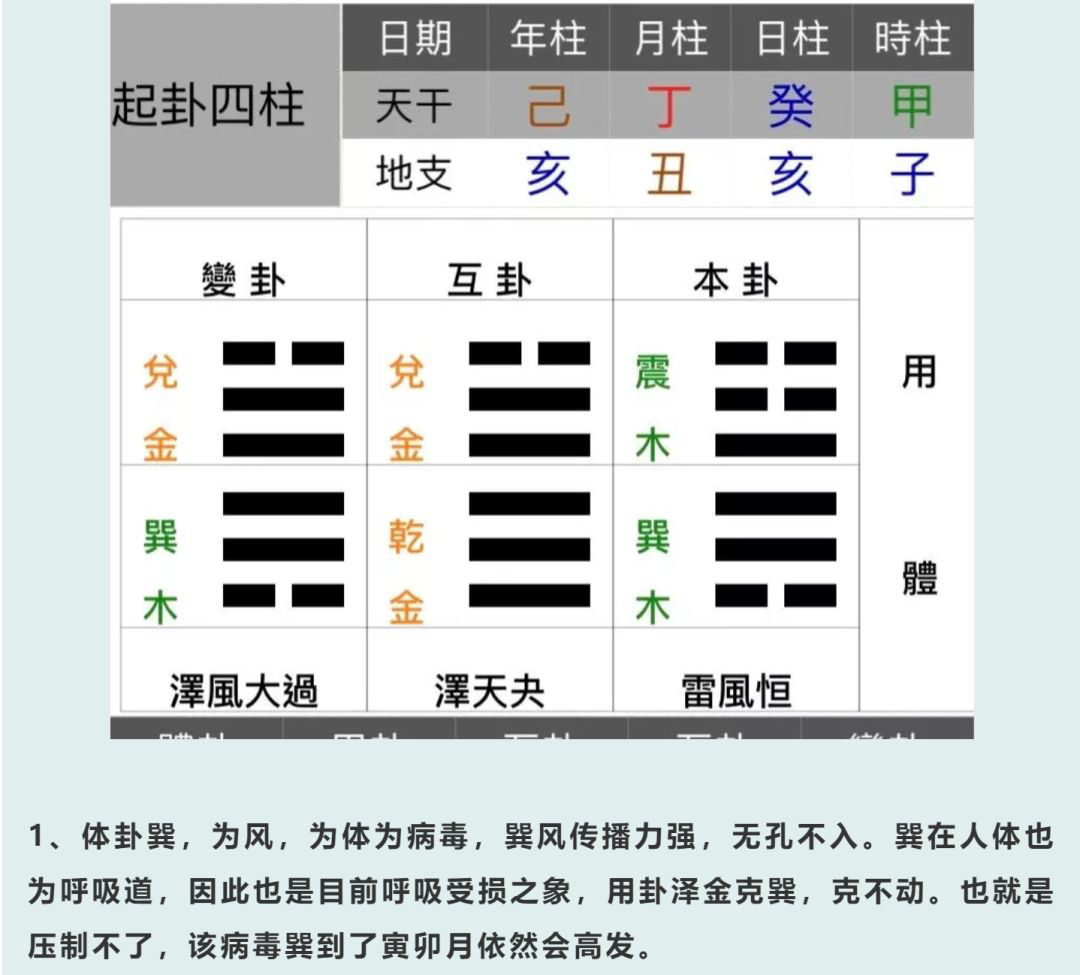 起卦四柱
日期 年柱 月柱 日柱 時柱
天干 己 丁 癸 甲
地支 亥 丑 亥 子
變卦 互卦 本卦
兌 兌 震 用
金 金 木
巽 乾 巽 體
木 金 木
澤風大過 澤天夬 雷風恒
1、体卦巽，为风，为体为病毒，巽风传播力强，无孔不入。巽在人体也
为呼吸道，因此也是目前呼吸受损之象，用卦泽金克巽，克不动。也就是
压制不了，该病毒巽到了寅卯月依然会高发。